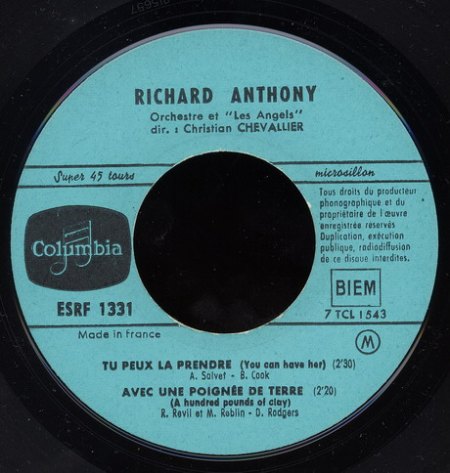 RICHARD ANTHONY
Orchestre et "Les Angels"
dir. : Christian CHEVALLIER
Super 45 tours
microsillon
Tous droits du producteur
phonographique et du
propriétaire de l'œuvre
enregistrée réservés
Duplication, exécution
publique, radiodiffusion
de ce disque interdites.
Columbia
ESRF 1331
BIEM
7 TCL 1543
Made in France
M
TU PEUX LA PRENDRE (You can have her) (2'30)
A. Salvet - B. Cook
AVEC UNE POIGNÉE DE TERRE (2'20)
(A hundred pounds of clay)
R. Revil et M. Roblin - D. Rodgers